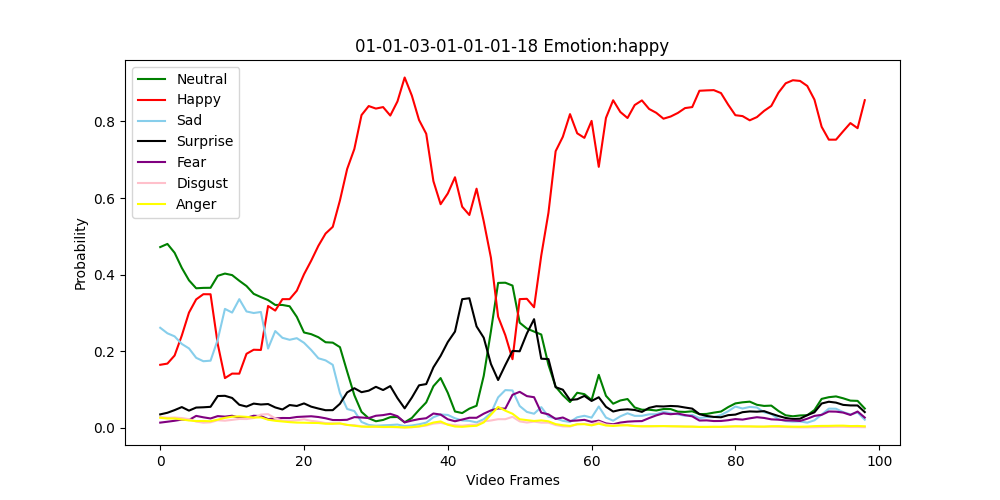 01-01-03-01-01-01-18 Emotion:happy
Neutral
Happy
Sad
Surprise
Fear
Disgust
Anger
Probability
0.8
0.6
0.4
0.2
0.0
0 20 40 60 80 100
Video Frames